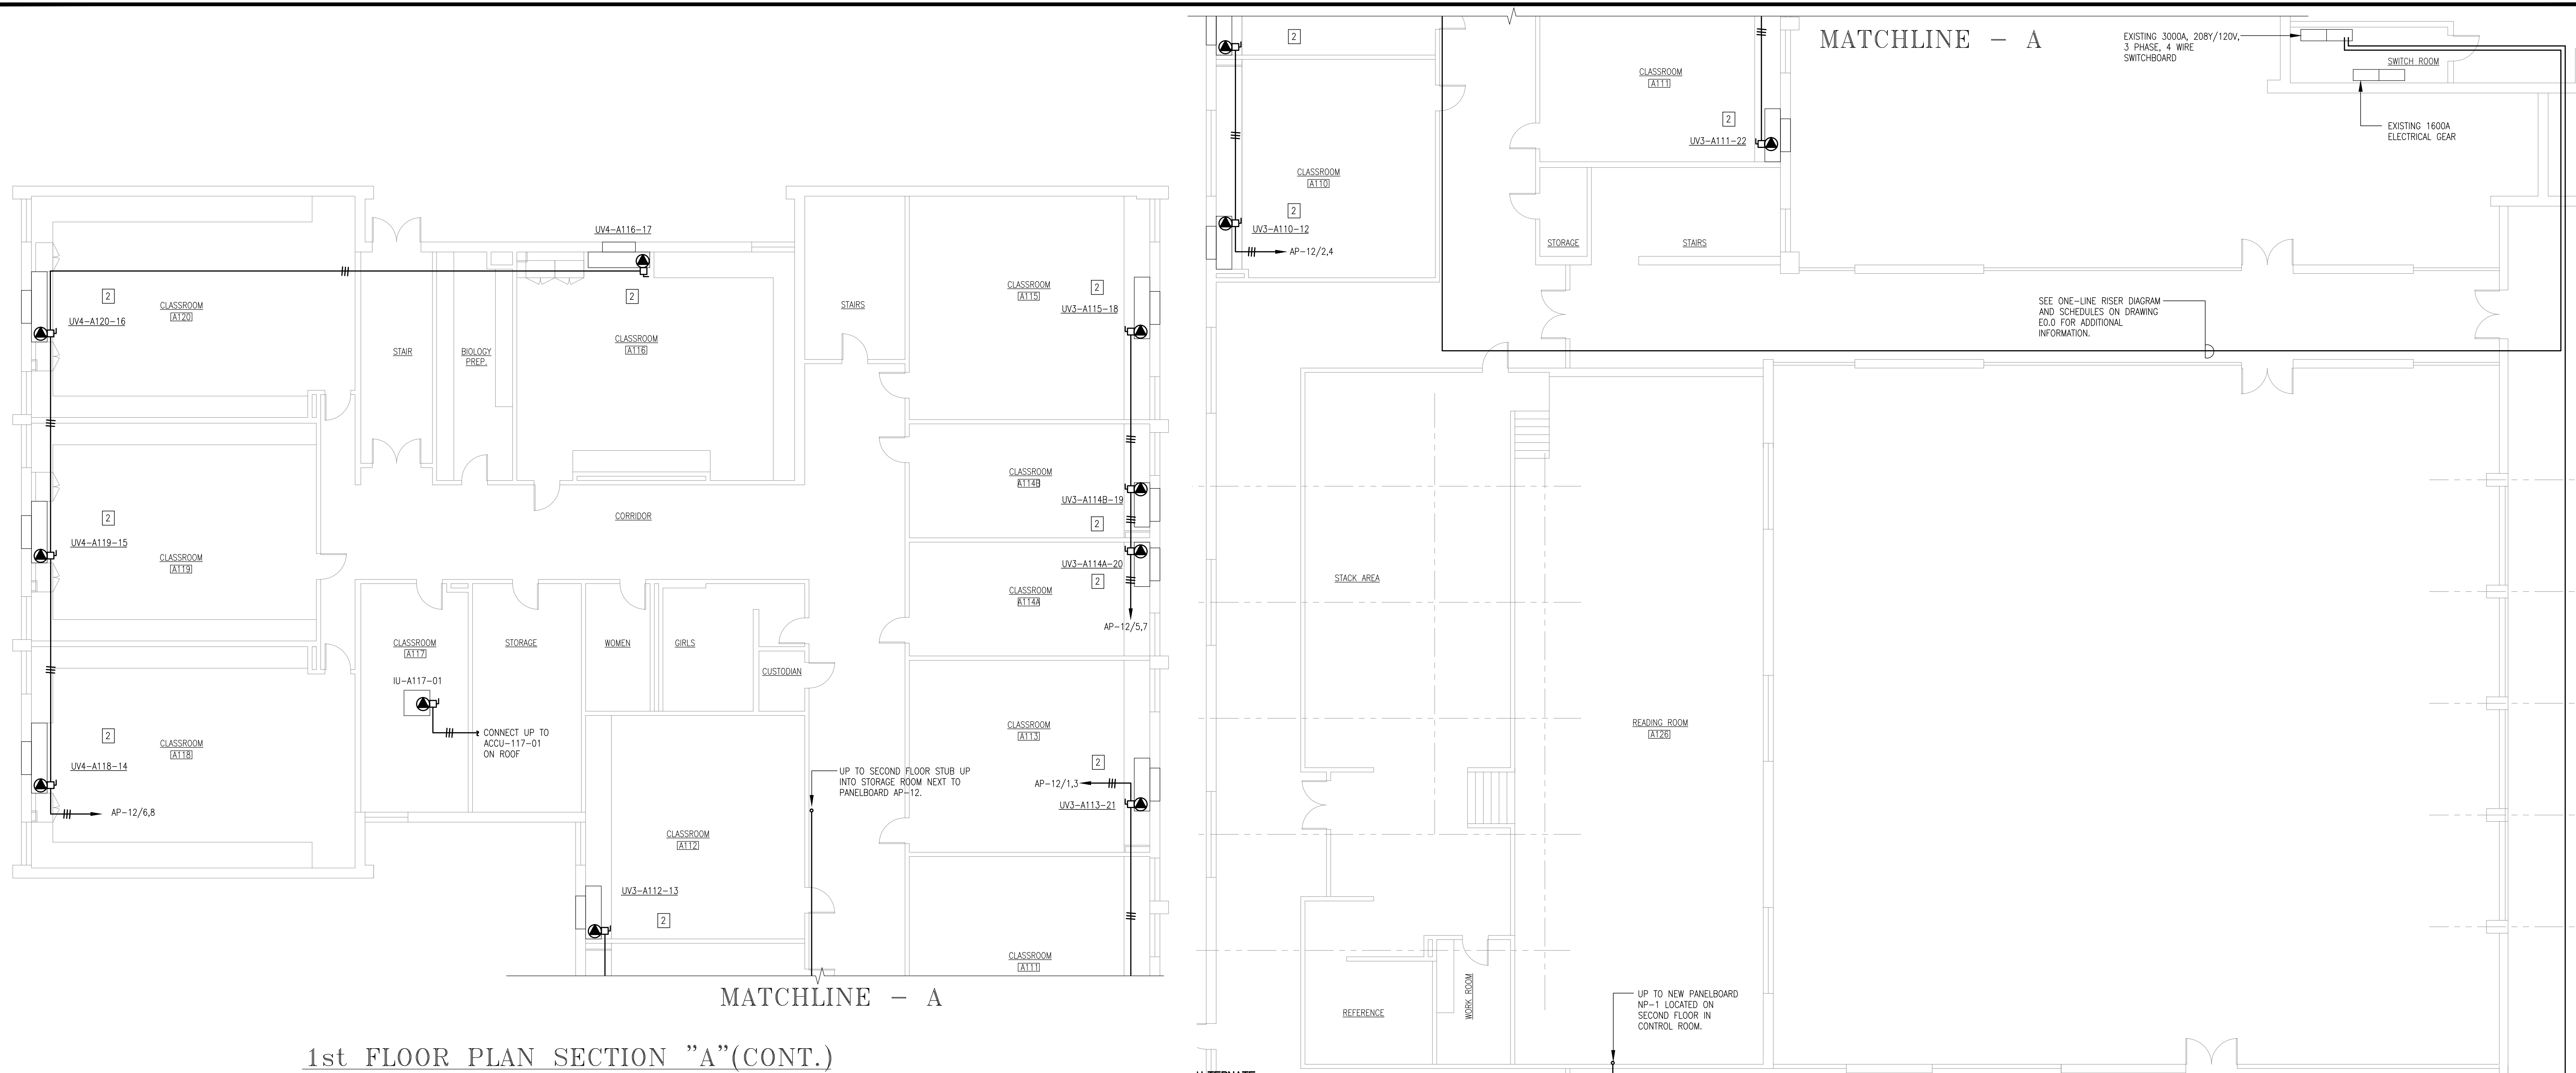 UV4-A116-17
2
CLASSROOM
A120
UV4-A120-16
STAIR
BIOLOGY
PREP.
2
CLASSROOM
A116
STAIRS
CLASSROOM
A115
2
UV3-A115-18
CLASSROOM
A114B
UV3-A114B-19
2
CORRIDOR
2
UV4-A119-15
CLASSROOM
A119
UV3-A114A-20
2
CLASSROOM
A114A
AP-12/5,7
CLASSROOM
A117
STORAGE
WOMEN
GIRLS
CUSTODIAN
IU-A117-01
CONNECT UP TO
ACCU-117-01
ON ROOF
2
CLASSROOM
A118
UV4-A118-14
AP-12/6,8
UP TO SECOND FLOOR STUB UP
INTO STORAGE ROOM NEXT TO
PANELBOARD AP-12.
CLASSROOM
A113
2
AP-12/1,3
UV3-A113-21
CLASSROOM
A112
UV3-A112-13
2
CLASSROOM
A111
MATCHLINE - A
1st FLOOR PLAN SECTION "A"(CONT.)
2
MATCHLINE - A
CLASSROOM
A111
2
UV3-A111-22
EXISTING 3000A, 208Y/120V,
3 PHASE, 4 WIRE
SWITCHBOARD
SWITCH ROOM
EXISTING 1600A
ELECTRICAL GEAR
CLASSROOM
A110
2
UV3-A110-12
AP-12/2,4
STORAGE
STAIRS
SEE ONE-LINE RISER DIAGRAM
AND SCHEDULES ON DRAWING
E0.0 FOR ADDITIONAL
INFORMATION.
STACK AREA
READING ROOM
A126
REFERENCE
WORK ROOM
UP TO NEW PANELBOARD
NP-1 LOCATED ON
SECOND FLOOR IN
CONTROL ROOM.